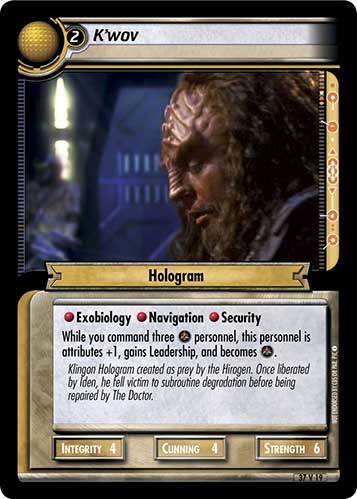 2 K'wov
Hologram
Exobiology Navigation Security
While you command three personnel, this personnel is
attributes +1, gains Leadership, and becomes .
Klingon Hologram created as prey by the Hirogen. Once liberated
by Iden, he fell victim to subroutine degradation before being
repaired by The Doctor.
INTEGRITY 4 CUNNING 4 STRENGTH 6
37 V 19